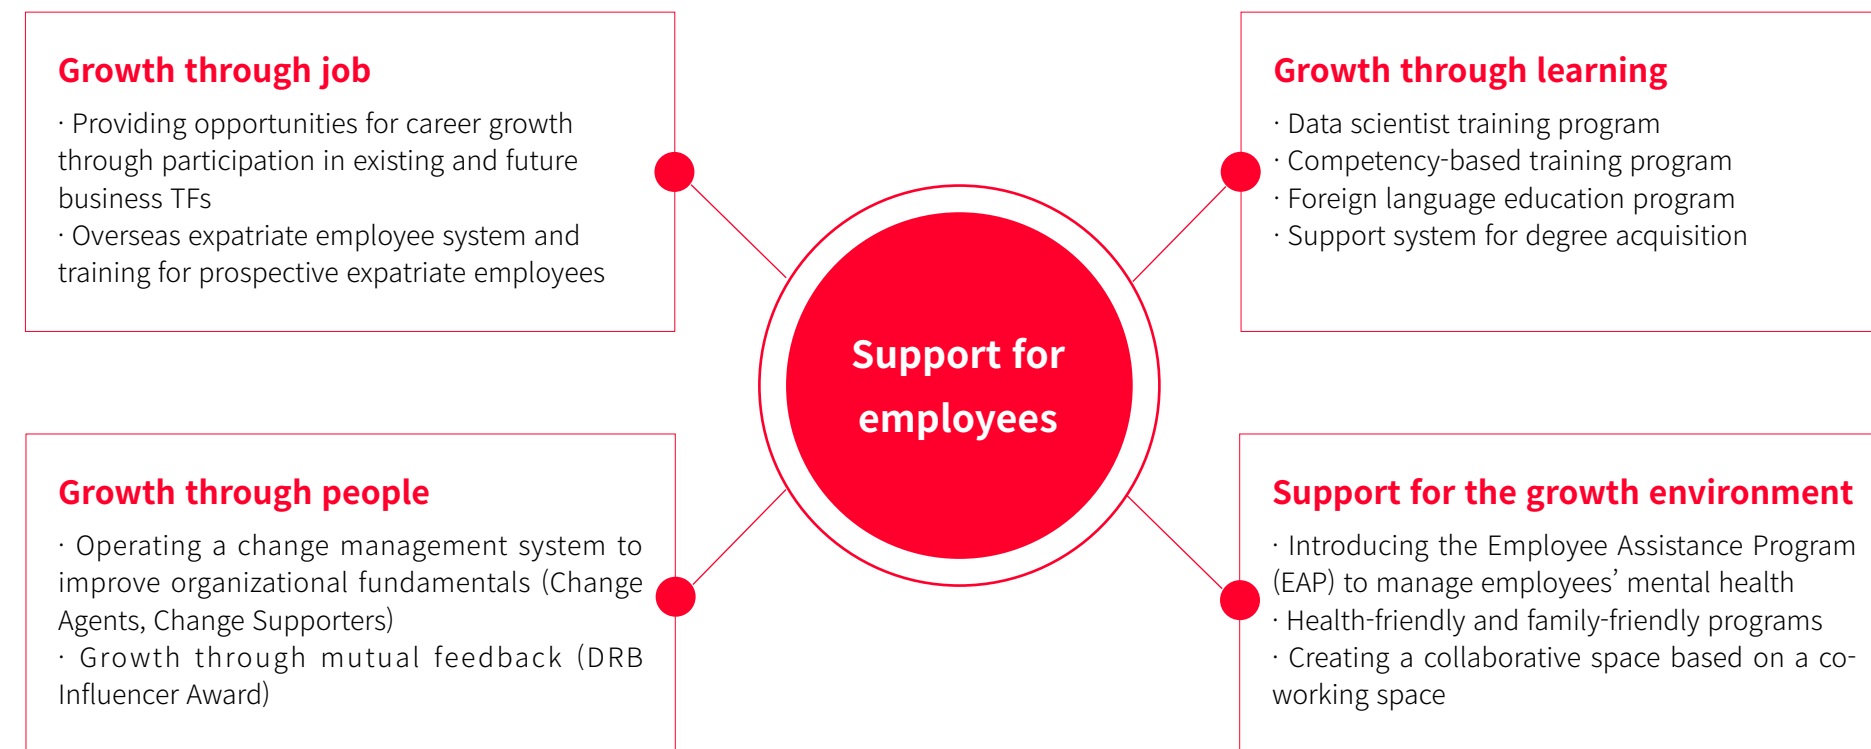 Growth through job
· Providing opportunities for career growth
through participation in existing and future
business TFs
· Overseas expatriate employee system and
training for prospective expatriate employees
Growth through learning
· Data scientist training program
· Competency-based training program
· Foreign language education program
· Support system for degree acquisition
Support for
employees
Growth through people
· Operating a change management system to
improve organizational fundamentals (Change
Agents, Change Supporters)
· Growth through mutual feedback (DRB
Influencer Award)
Support for the growth environment
· Introducing the Employee Assistance Program
(EAP) to manage employees’ mental health
· Health-friendly and family-friendly programs
· Creating a collaborative space based on a co-
working space